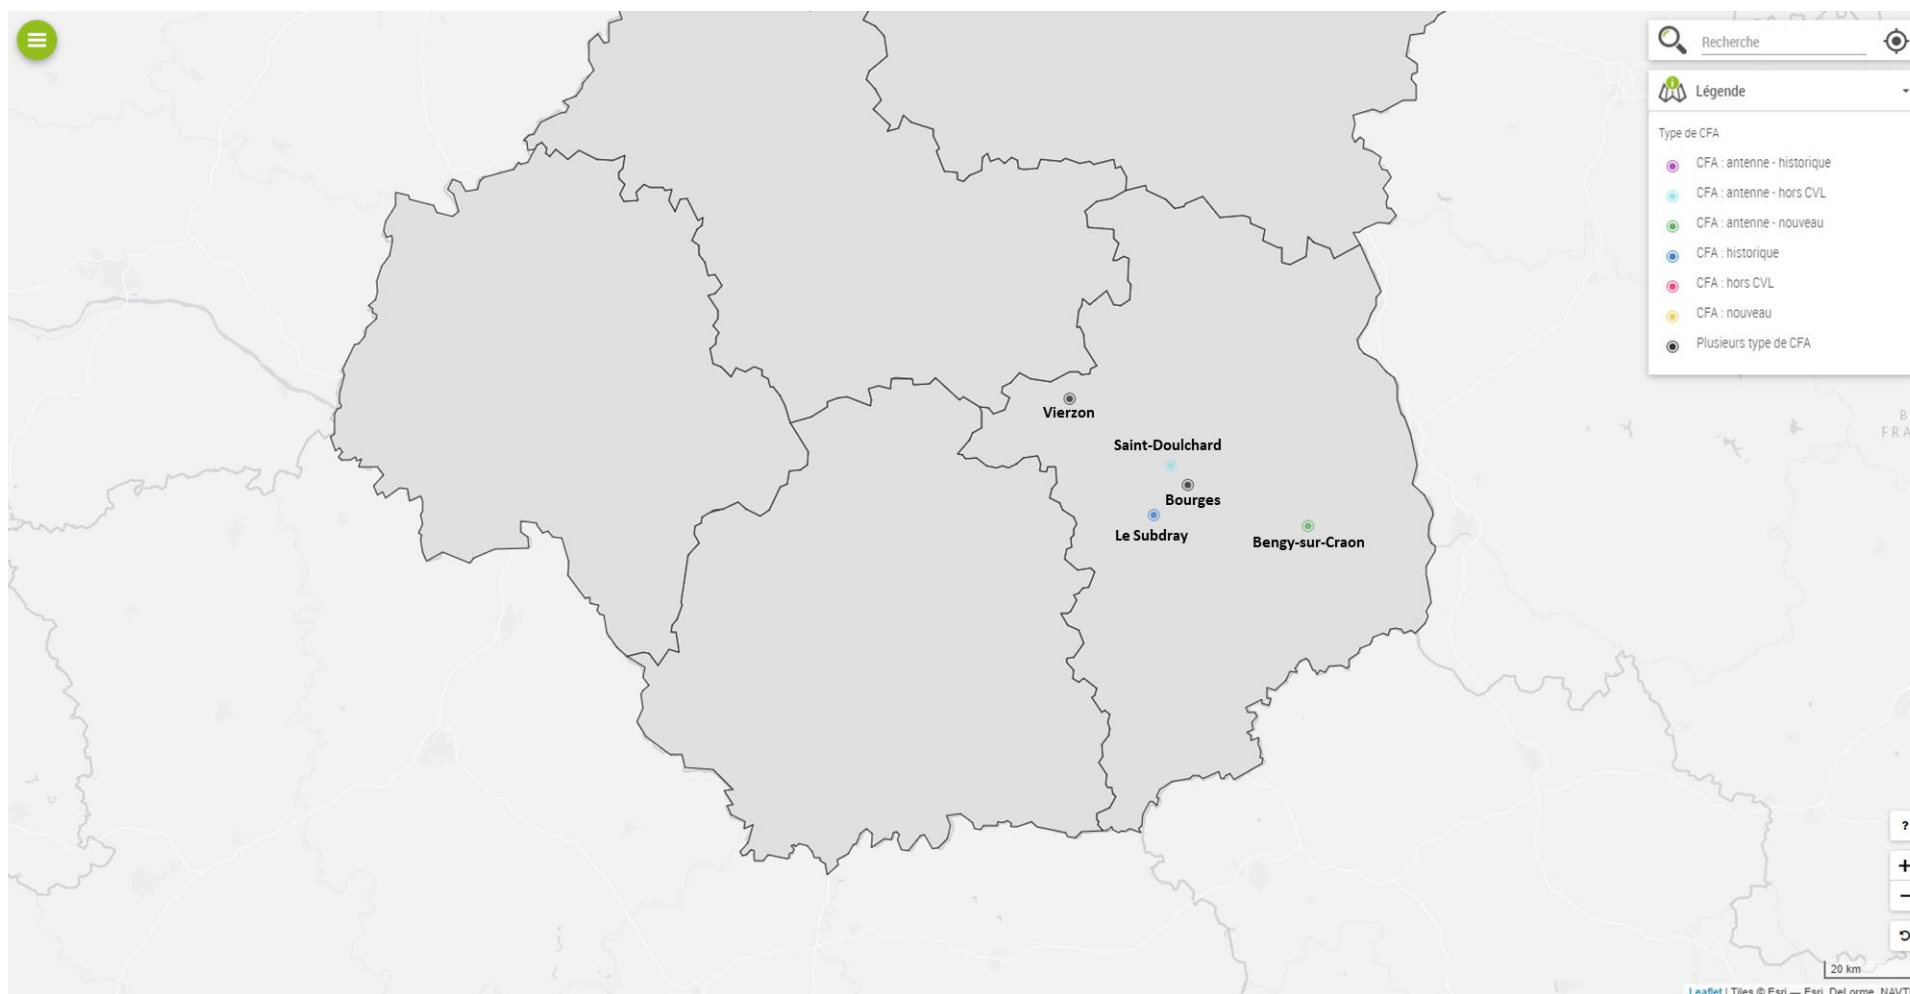 Recherche
Légende
Type de CFA
CFA : antenne - historique
CFA : antenne - hors CVL
CFA : antenne - nouveau
CFA : historique
CFA : hors CVL
CFA : nouveau
Plusieurs type de CFA
Vierzon
Saint-Doulchard
Bourges
Le Subdray
Bengy-sur-Craon
?
+
−
20 km
Leaflet | Tiles © Esri — Esri, DeLorme, NAVT